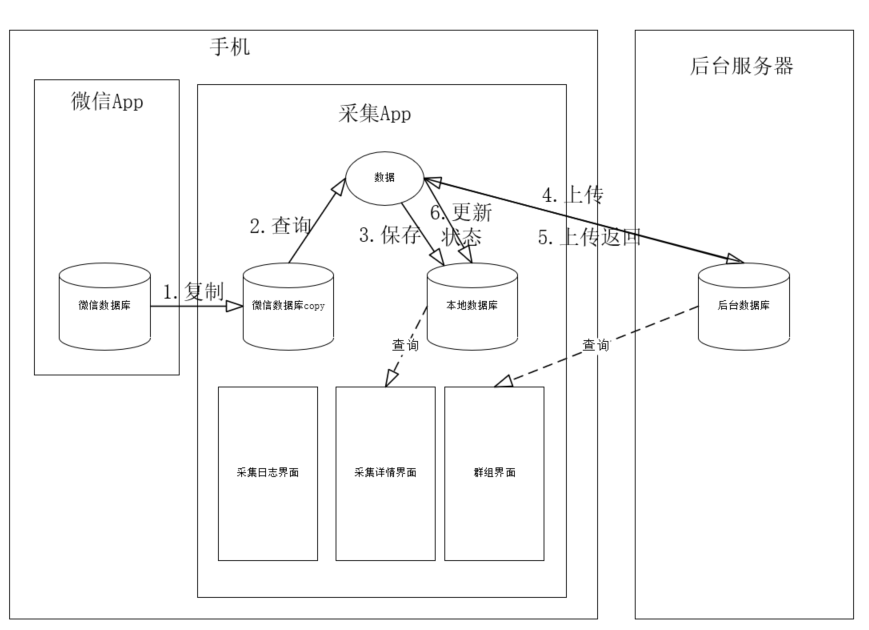 手机
后台服务器
微信App
采集App
数据
4.上传
2.查询
6.更新
状态
3.保存
5.上传返回
1.复制
微信数据库
微信数据库copy
本地数据库
后台数据库
查询
查询
采集日志界面
采集详情界面
群组界面